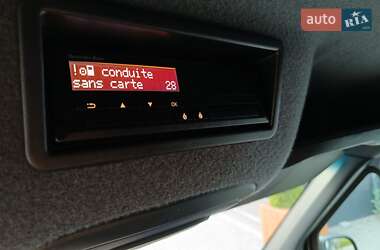 auto RIA
! conduite
sans carte 28
OK